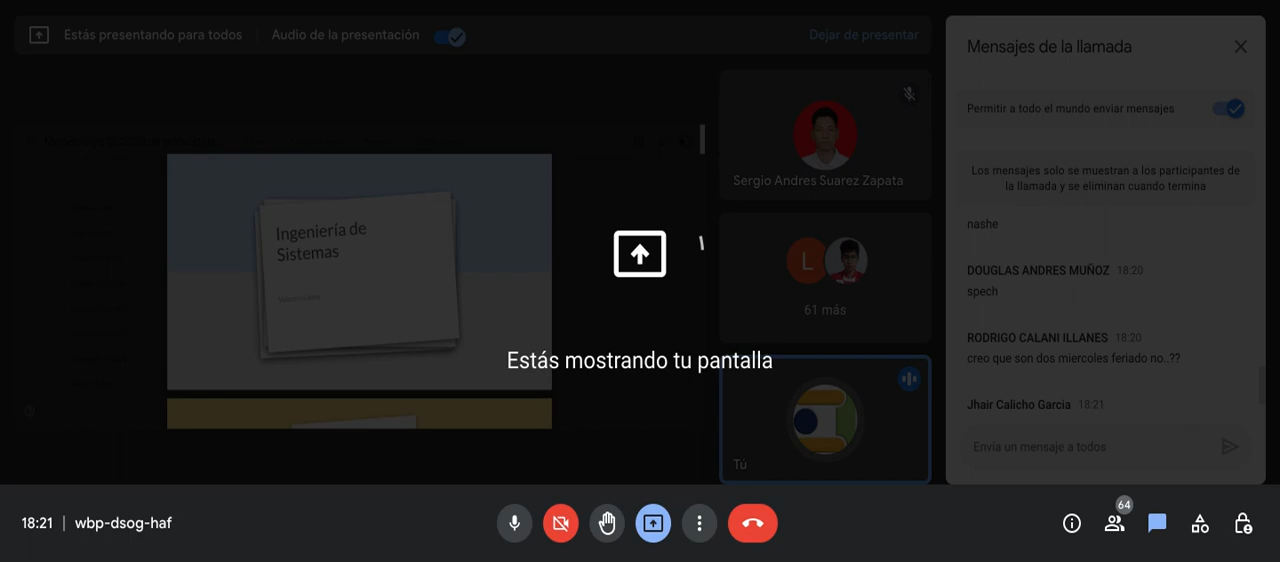 Estás presentando para todos
Audio de la presentación
Dejar de presentar
Ingeniería de
Sistemas
Sergio Andres Suarez Zapata
L
61 más
Estás mostrando tu pantalla
Tú
Mensajes de la llamada
Permitir a todo el mundo enviar mensajes
Los mensajes solo se muestran a los participantes de
la llamada y se eliminan cuando termina
nashe
DOUGLAS ANDRES MUÑOZ 18:20
spech
RODRIGO CALANI ILLANES 18:20
creo que son dos miercoles feriado no..??
Jhair Calicho Garcia 18:21
Envía un mensaje a todos
18:21 | wbp-dsog-haf
64